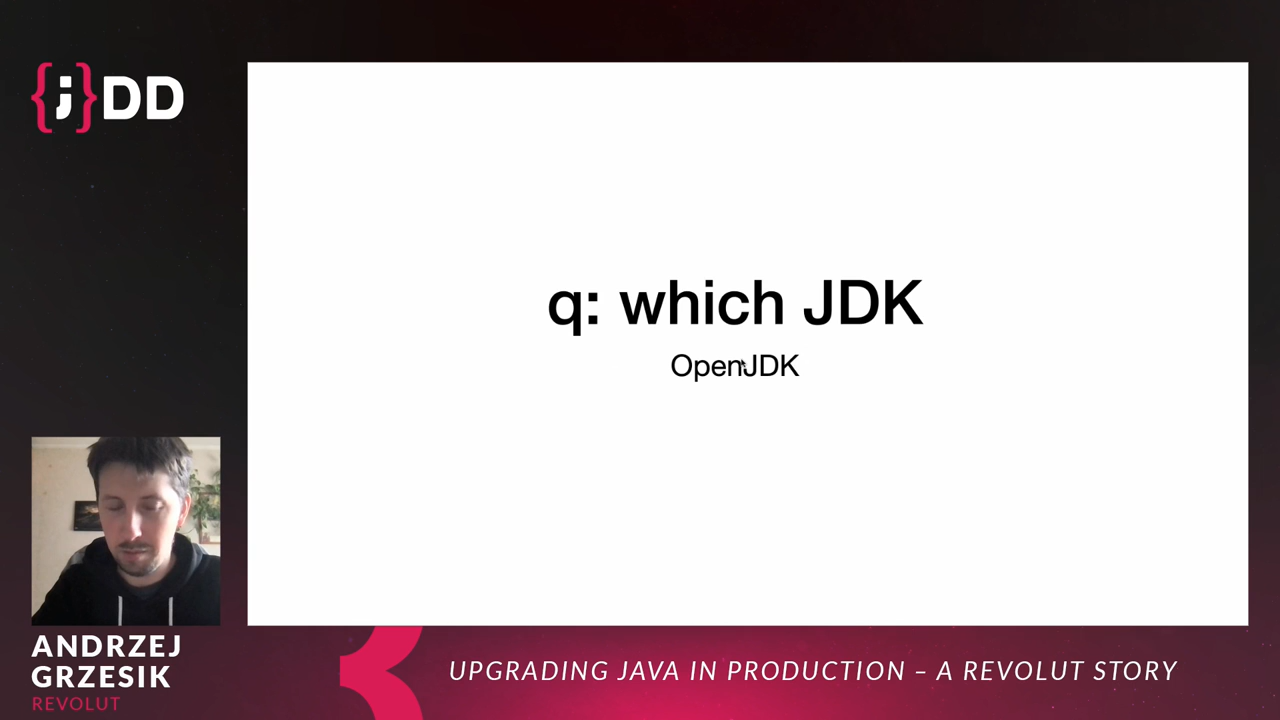 {;}DD
q: which JDK
OpenJDK
ANDRZEJ
GRZESIK
REVOLUT
UPGRADING JAVA IN PRODUCTION – A REVOLUT STORY